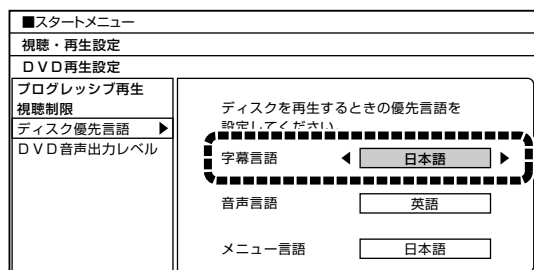 ■スタートメニュー
視聴・再生設定
ＤＶＤ再生設定
プログレッシブ再生
視聴制限
ディスク優先言語 ▶
ＤＶＤ音声出力レベル
ディスクを再生するときの優先言語を
設定してください。
字幕言語 ◀ 日本語 ▶
音声言語 英語
メニュー言語 日本語